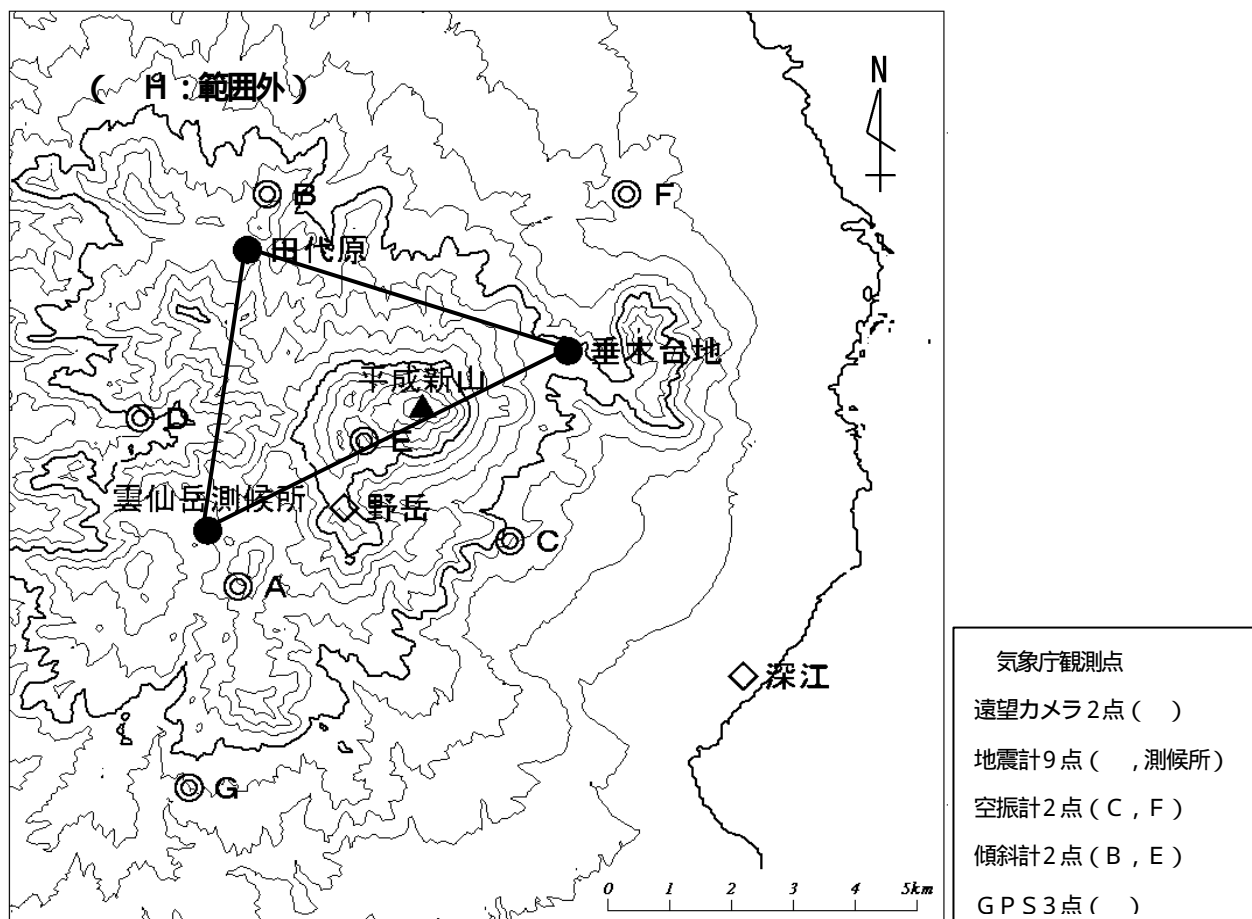 ( H : 範囲外 )
N
B
F
田代原
垂木台地
平成新山
D
E
雲仙岳測候所
野岳
C
A
深江
G
0 1 2 3 4 5km
気象庁観測点
遠望カメラ2点( )
地震計9点( ,測候所)
空振計2点(C,F)
傾斜計2点(B,E)
GPS3点( )